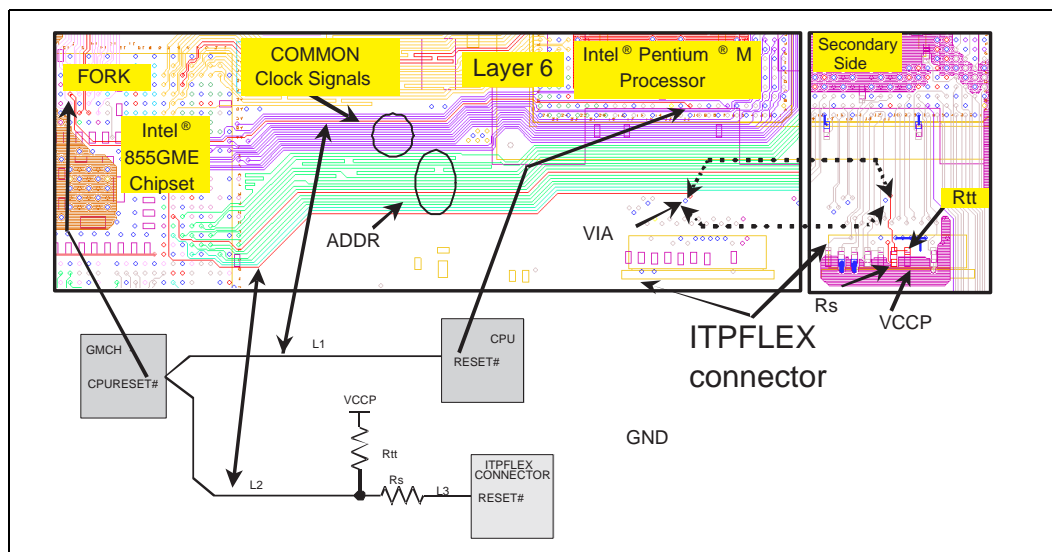 FORK
COMMON
Clock Signals
Layer 6
Intel® Pentium® M
Processor
Secondary
Side
Intel®
855GME
Chipset
Rtt
ADDR
VIA
Rs
VCCP
ITPFLEX
connector
GMCH
CPURESET#
L1
CPU
RESET#
VCCP
Rtt
GND
L2
Rs
L3
ITPFLEX
CONNECTOR
RESET#